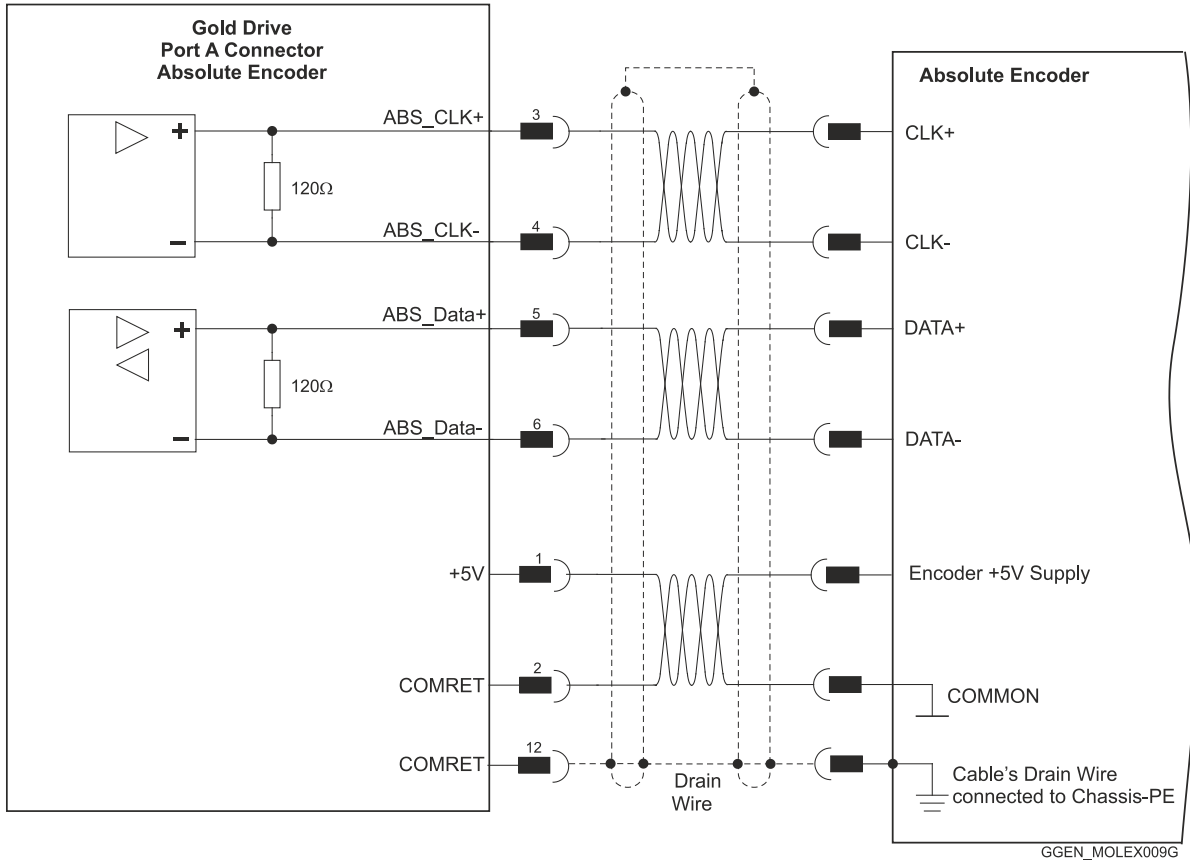 Gold Drive
Port A Connector
Absolute Encoder
Absolute Encoder
+
ABS_CLK+
3
CLK+
120Ω
−
ABS_CLK-
4
CLK-
+
ABS_Data+
5
DATA+
120Ω
−
ABS_Data-
6
DATA-
+5V
1
Encoder +5V Supply
COMRET
2
COMMON
COMRET
12
Drain
Wire
Cable's Drain Wire
connected to Chassis-PE
GGEN_MOLEX009G